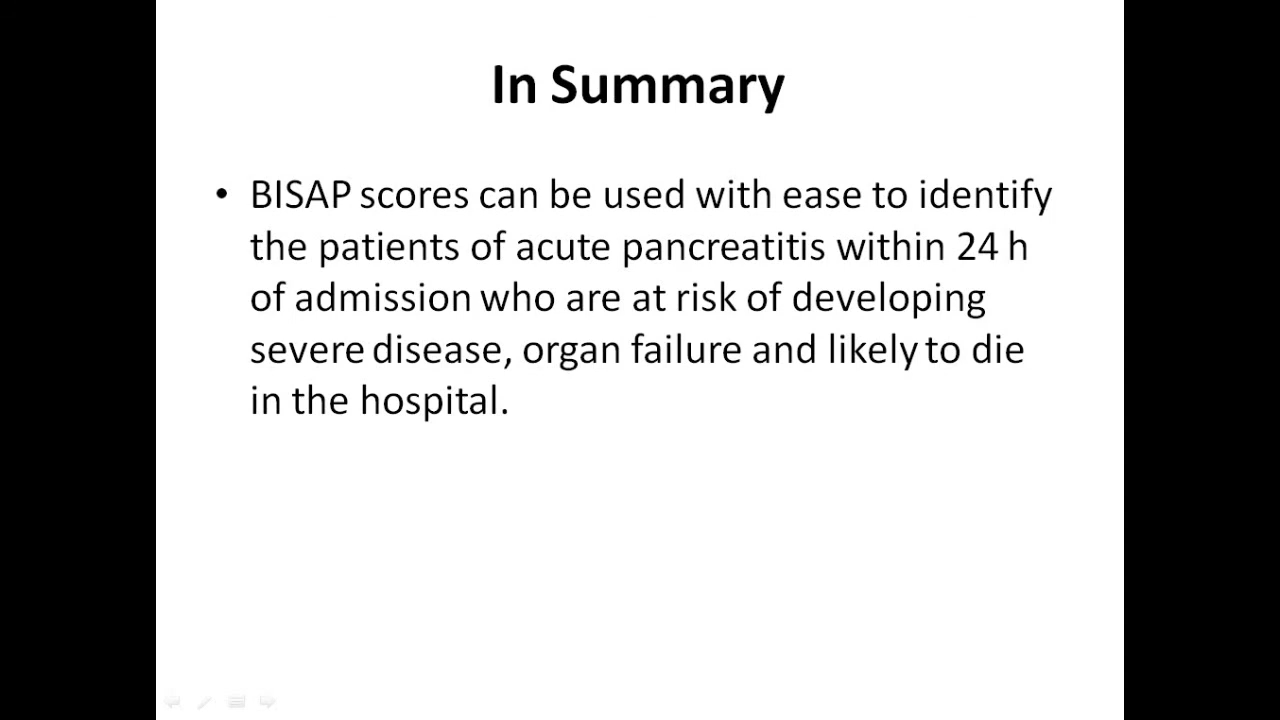 In Summary
• BISAP scores can be used with ease to identify
the patients of acute pancreatitis within 24 h
of admission who are at risk of developing
severe disease, organ failure and likely to die
in the hospital.